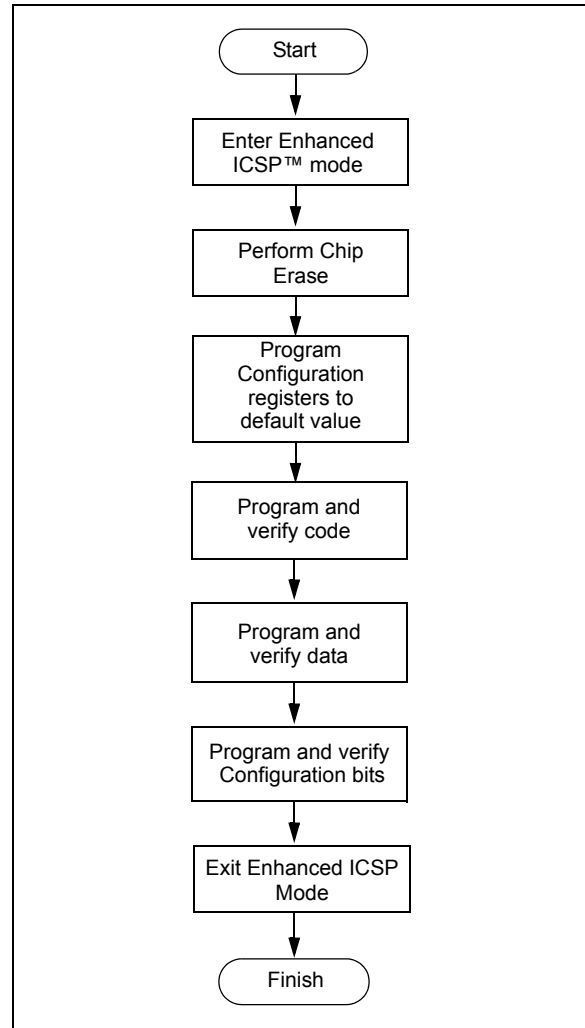 Start
Enter Enhanced
ICSP™ mode
Perform Chip
Erase
Program
Configuration
registers to
default value
Program and
verify code
Program and
verify data
Program and verify
Configuration bits
Exit Enhanced ICSP
Mode
Finish